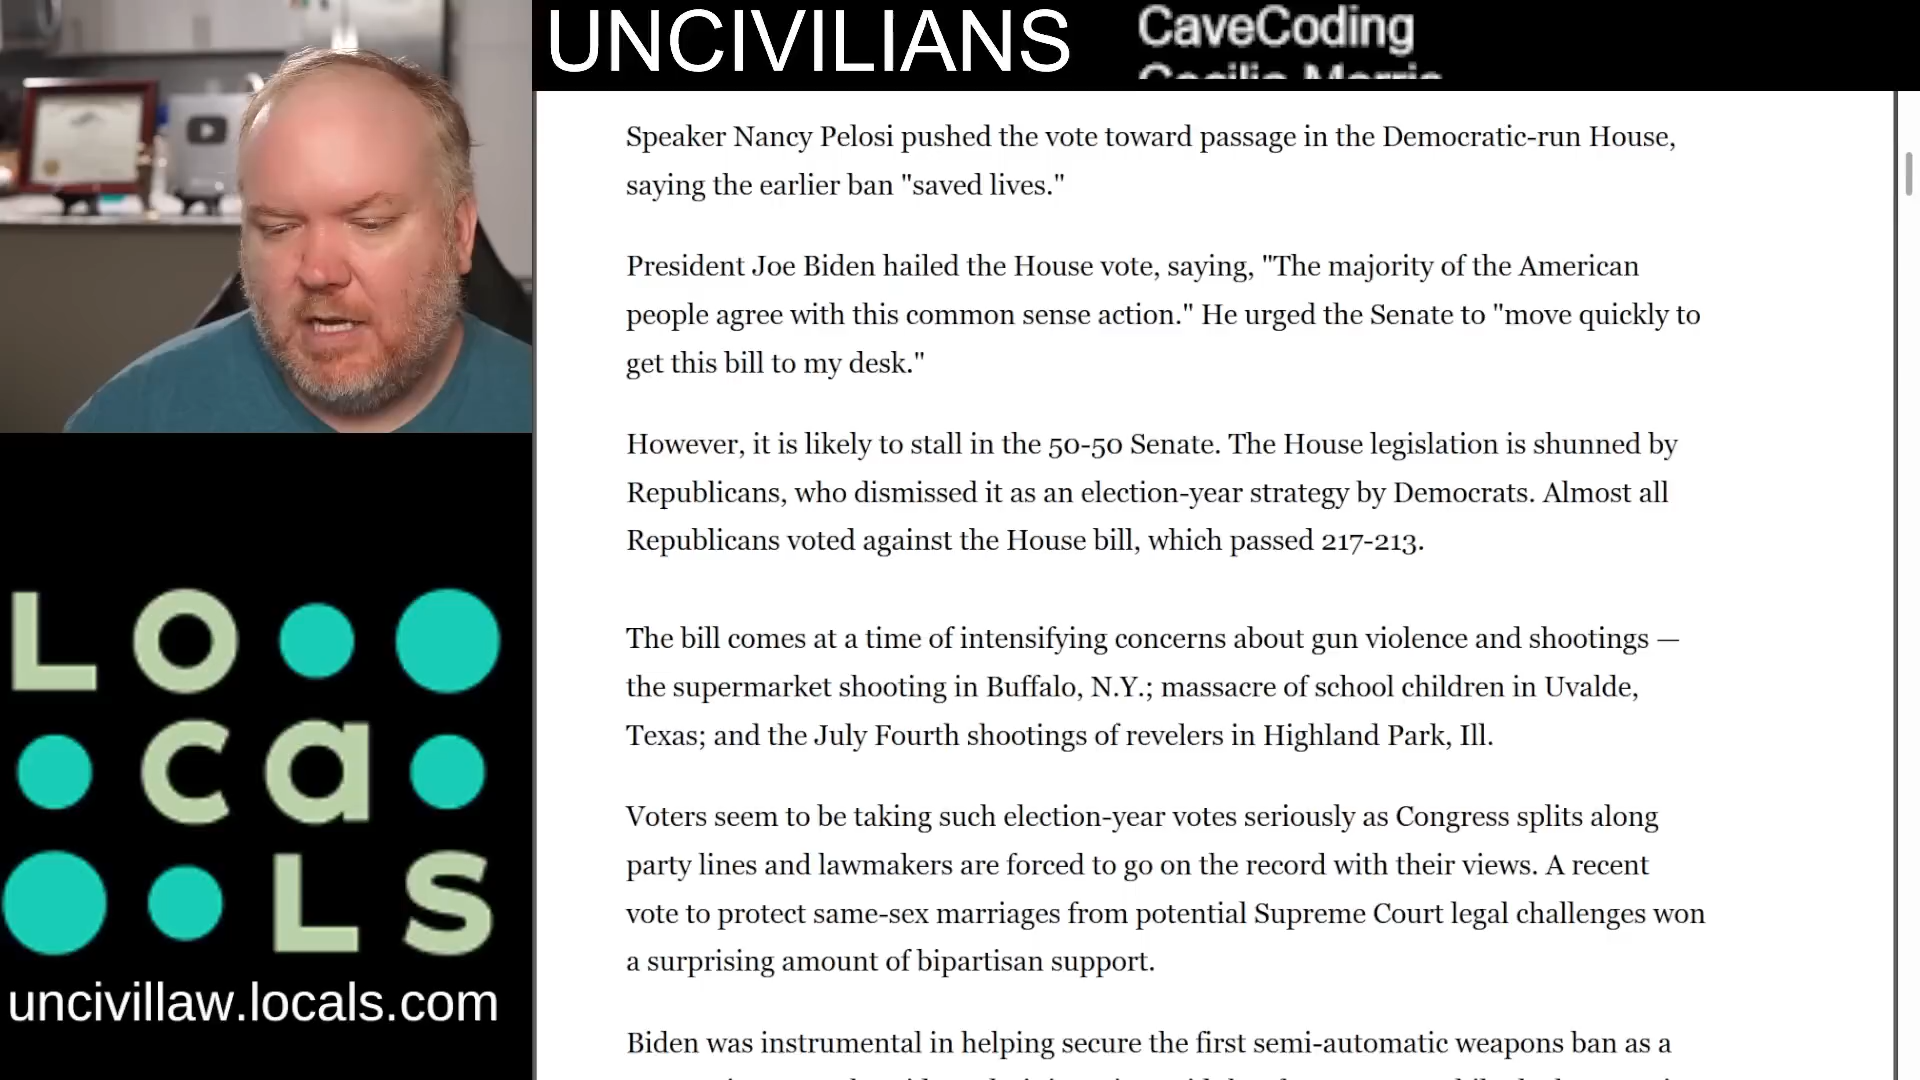 UNCIVILIANS
CaveCoding
Cecilia Morris
Speaker Nancy Pelosi pushed the vote toward passage in the Democratic-run House,
saying the earlier ban "saved lives."
President Joe Biden hailed the House vote, saying, "The majority of the American
people agree with this common sense action." He urged the Senate to "move quickly to
get this bill to my desk."
However, it is likely to stall in the 50-50 Senate. The House legislation is shunned by
Republicans, who dismissed it as an election-year strategy by Democrats. Almost all
Republicans voted against the House bill, which passed 217-213.
The bill comes at a time of intensifying concerns about gun violence and shootings —
the supermarket shooting in Buffalo, N.Y.; massacre of school children in Uvalde,
Texas; and the July Fourth shootings of revelers in Highland Park, Ill.
Voters seem to be taking such election-year votes seriously as Congress splits along
party lines and lawmakers are forced to go on the record with their views. A recent
vote to protect same-sex marriages from potential Supreme Court legal challenges won
a surprising amount of bipartisan support.
Biden was instrumental in helping secure the first semi-automatic weapons ban as a
LO
ca
LS
uncivillaw.locals.com